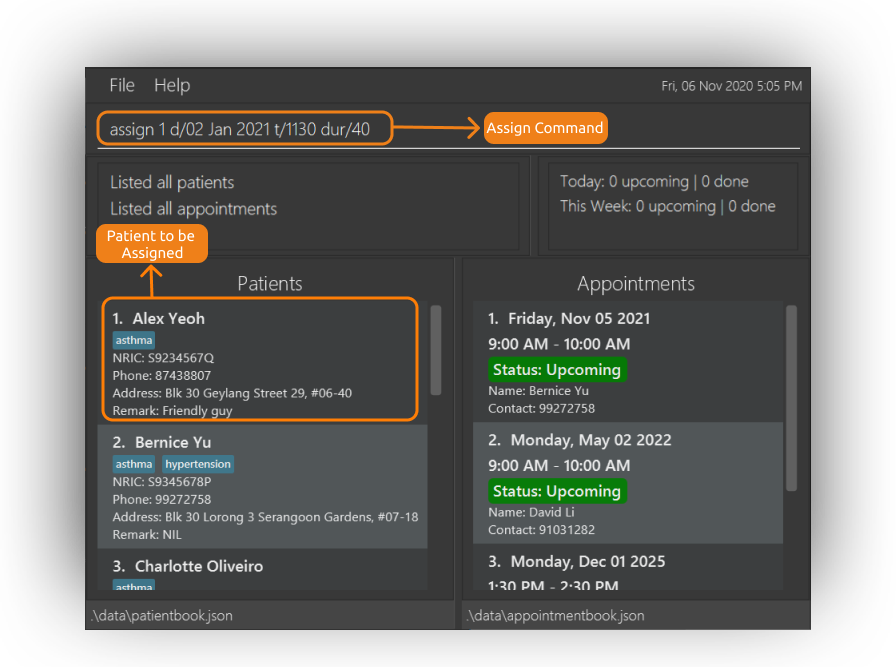 File Help
Fri, 06 Nov 2020 5:05 PM
assign 1 d/02 Jan 2021 t/1130 dur/40
Assign Command
Listed all patients
Listed all appointments
Today: 0 upcoming | 0 done
This Week: 0 upcoming | 0 done
Patient to be
Assigned
Patients
1. Alex Yeoh
asthma
NRIC: S9234567Q
Phone: 87438807
Address: Blk 30 Geylang Street 29, #06-40
Remark: Friendly guy
2. Bernice Yu
asthma hypertension
NRIC: S9345678P
Phone: 99272758
Address: Blk 30 Lorong 3 Serangoon Gardens, #07-18
Remark: NIL
3. Charlotte Oliveiro
asthma
Appointments
1. Friday, Nov 05 2021
9:00 AM - 10:00 AM
Status: Upcoming
Name: Bernice Yu
Contact: 99272758
2. Monday, May 02 2022
9:00 AM - 10:00 AM
Status: Upcoming
Name: David Li
Contact: 91031282
3. Monday, Dec 01 2025
1:30 PM - 2:30 PM
.\data\patientbook.json
.\data\appointmentbook.json